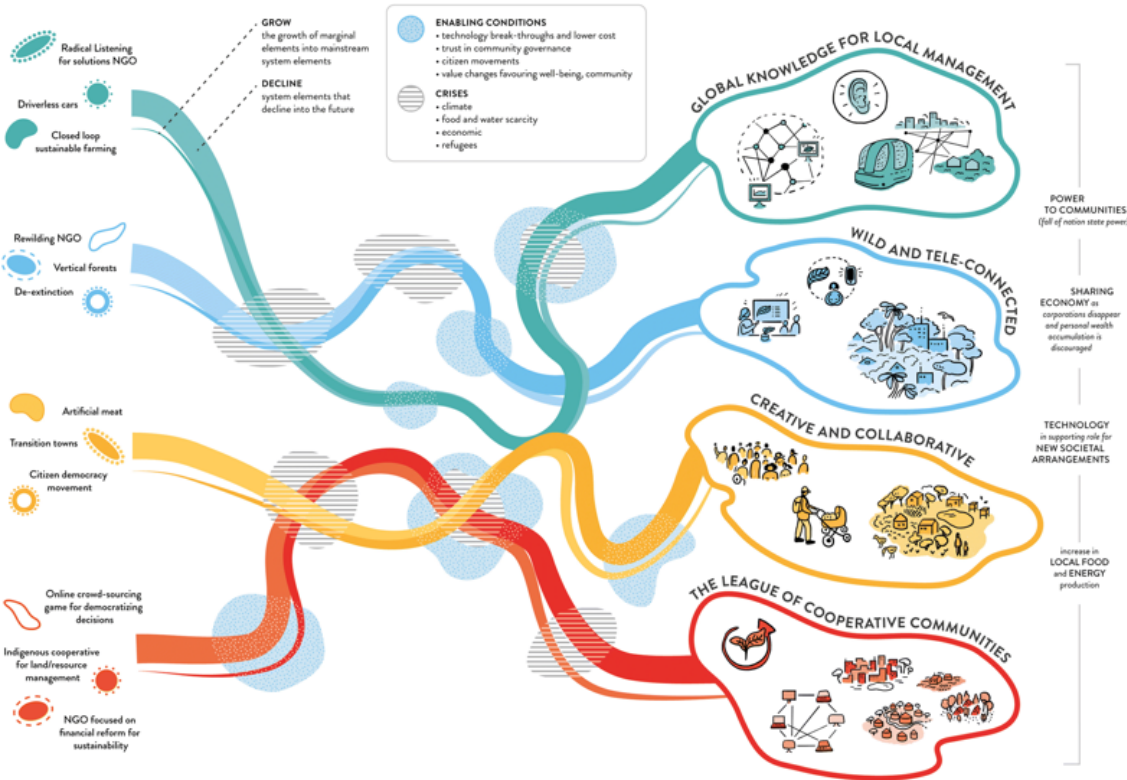 Radical Listening
for solutions NGO
Driverless cars
Closed loop
sustainable farming
GROW
the growth of marginal
elements into mainstream
system elements
DECLINE
system elements that
decline into the future
ENABLING CONDITIONS
• technology break-throughs and lower cost
• trust in community governance
• citizen movements
• value changes favouring well-being, community
CRISES
• climate
• food and water scarcity
• economic
• refugees
GLOBAL KNOWLEDGE FOR LOCAL MANAGEMENT
Rewilding NGO
Vertical forests
De-extinction
WILD AND TELE-CONNECTED
Artificial meat
Transition towns
Citizen democracy
movement
CREATIVE AND COLLABORATIVE
Online crowd-sourcing
game for democratizing
decisions
Indigenous cooperative
for land/resource
management
NGO focused on
financial reform for
sustainability
THE LEAGUE OF COOPERATIVE COMMUNITIES
POWER
TO COMMUNITIES
(fall of nation state power)
SHARING
ECONOMY as
corporations disappear
and personal wealth
accumulation is
discouraged
TECHNOLOGY
in supporting role for
NEW SOCIETAL
ARRANGEMENTS
increase in
LOCAL FOOD
and ENERGY
production